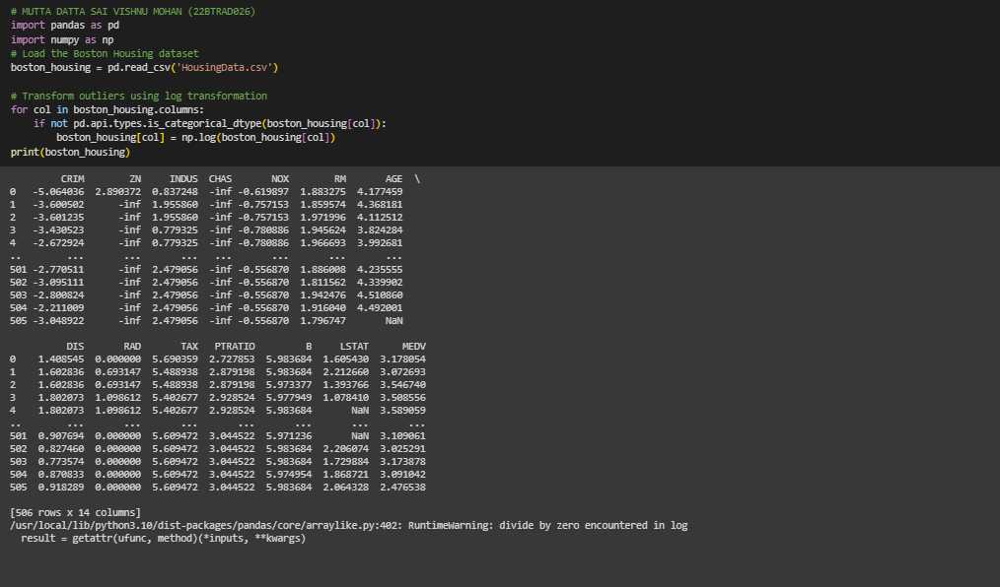 # MUTTA DATTA SAI VISHNU MOHAN (22BTRAD026)
import pandas as pd
import numpy as np
# Load the Boston Housing dataset
boston_housing = pd.read_csv('HousingData.csv')

# Transform outliers using log transformation
for col in boston_housing.columns:
    if not pd.api.types.is_categorical_dtype(boston_housing[col]):
        boston_housing[col] = np.log(boston_housing[col])
print(boston_housing)

         CRIM        ZN     INDUS  CHAS       NOX        RM       AGE  \
0   -5.064036  2.890372  0.837248  -inf -0.619897  1.883275  4.177459
1   -3.600502      -inf  1.955860  -inf -0.757153  1.859574  4.368181
2   -3.601235      -inf  1.955860  -inf -0.757153  1.971996  4.112512
3   -3.430523      -inf  0.779325  -inf -0.780886  1.945624  3.824284
4   -2.672924      -inf  0.779325  -inf -0.780886  1.966693  3.992681
..        ...       ...       ...   ...       ...       ...       ...
501 -2.770511      -inf  2.479056  -inf -0.556870  1.886008  4.235555
502 -3.095111      -inf  2.479056  -inf -0.556870  1.811562  4.339902
503 -2.800824      -inf  2.479056  -inf -0.556870  1.942476  4.510860
504 -2.211009      -inf  2.479056  -inf -0.556870  1.916040  4.492001
505 -3.048922      -inf  2.479056  -inf -0.556870  1.796747       NaN

          DIS       RAD       TAX   PTRATIO         B     LSTAT      MEDV
0    1.408545  0.000000  5.690359  2.727853  5.983684  1.605430  3.178054
1    1.602836  0.693147  5.488938  2.879198  5.983684  2.212660  3.072693
2    1.602836  0.693147  5.488938  2.879198  5.973377  1.393766  3.546740
3    1.802073  1.098612  5.402677  2.928524  5.977949  1.078410  3.508556
4    1.802073  1.098612  5.402677  2.928524  5.983684       NaN  3.589059
..        ...       ...       ...       ...       ...       ...       ...
501  0.907694  0.000000  5.609472  3.044522  5.971236       NaN  3.109061
502  0.827460  0.000000  5.609472  3.044522  5.983684  2.206074  3.025291
503  0.773574  0.000000  5.609472  3.044522  5.983684  1.729884  3.173878
504  0.870833  0.000000  5.609472  3.044522  5.974954  1.868721  3.091042
505  0.918289  0.000000  5.609472  3.044522  5.983684  2.064328  2.476538

[506 rows x 14 columns]
/usr/local/lib/python3.10/dist-packages/pandas/core/arraylike.py:402: RuntimeWarning: divide by zero encountered in log
  result = getattr(ufunc, method)(*inputs, **kwargs)